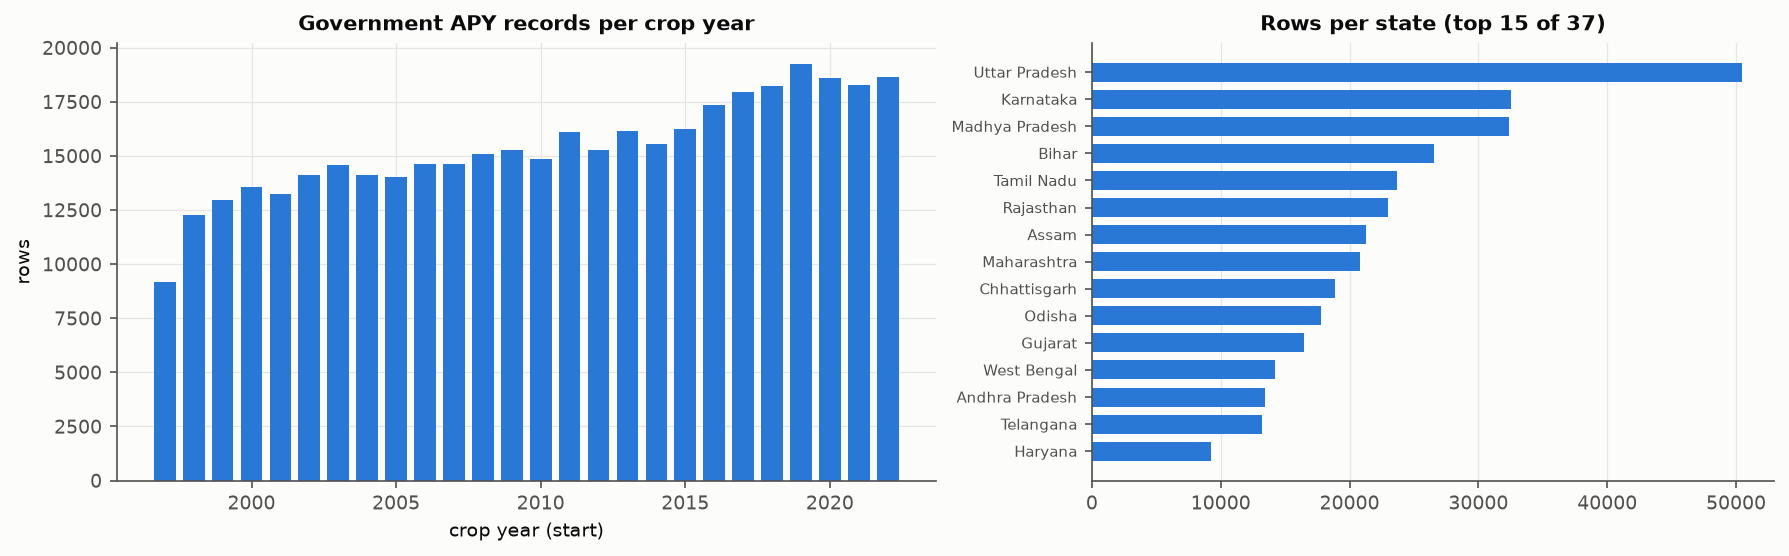 Government APY records per crop year
20000
17500
15000
12500
10000
7500
5000
2500
0
rows
2000
2005
2010
2015
2020
crop year (start)
Rows per state (top 15 of 37)
Uttar Pradesh
Karnataka
Madhya Pradesh
Bihar
Tamil Nadu
Rajasthan
Assam
Maharashtra
Chhattisgarh
Odisha
Gujarat
West Bengal
Andhra Pradesh
Telangana
Haryana
0
10000
20000
30000
40000
50000